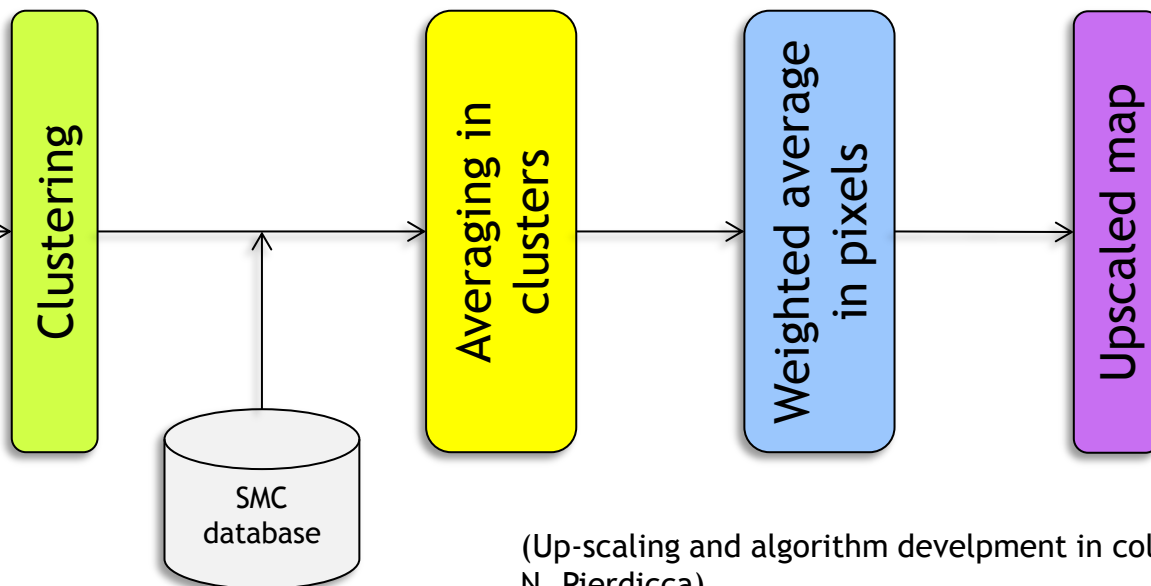 Clustering
Averaging in
clusters
Weighted average
in pixels
Upscaled map
SMC
database
(Up-scaling and algorithm develpment in col
N. Pierdicca)